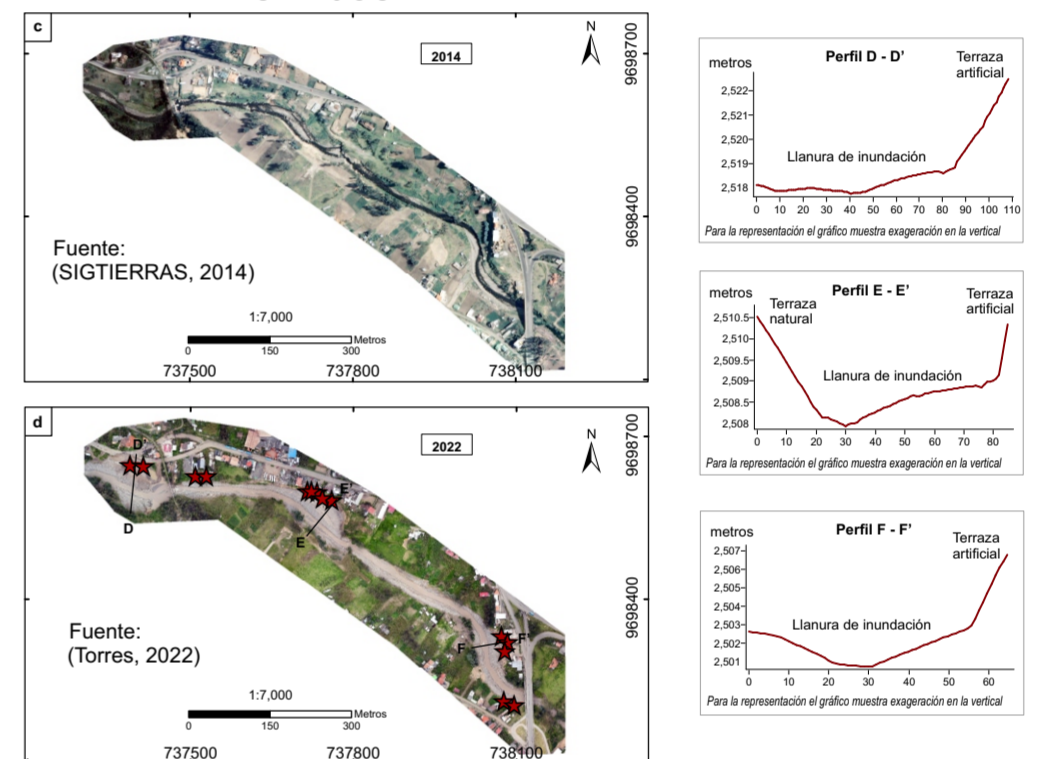 c
2014
N
9698700
9698400
Fuente:
(SIGTIERRAS, 2014)
1:7,000
Metros
0 150 300
737500 737800 738100
d
2022
N
9698700
9698400
D'
D
E'
E
F
F'
Fuente:
(Torres, 2022)
1:7,000
Metros
0 150 300
737500 737800 738100
metros
Perfil D - D'
Terraza
artificial
2,522
2,521
2,520
2,519
2,518
Llanura de inundación
0 10 20 30 40 50 60 70 80 90 100 110
Para la representación el gráfico muestra exageración en la vertical
metros
Perfil E - E'
Terraza
natural
Terraza
artificial
2,510.5
2,510
2,509.5
2,509
2,508.5
2,508
Llanura de inundación
0 10 20 30 40 50 60 70 80
Para la representación el gráfico muestra exageración en la vertical
metros
Perfil F - F'
Terraza
artificial
2,507
2,506
2,505
2,504
2,503
2,502
2,501
Llanura de inundación
0 10 20 30 40 50 60
Para la representación el gráfico muestra exageración en la vertical